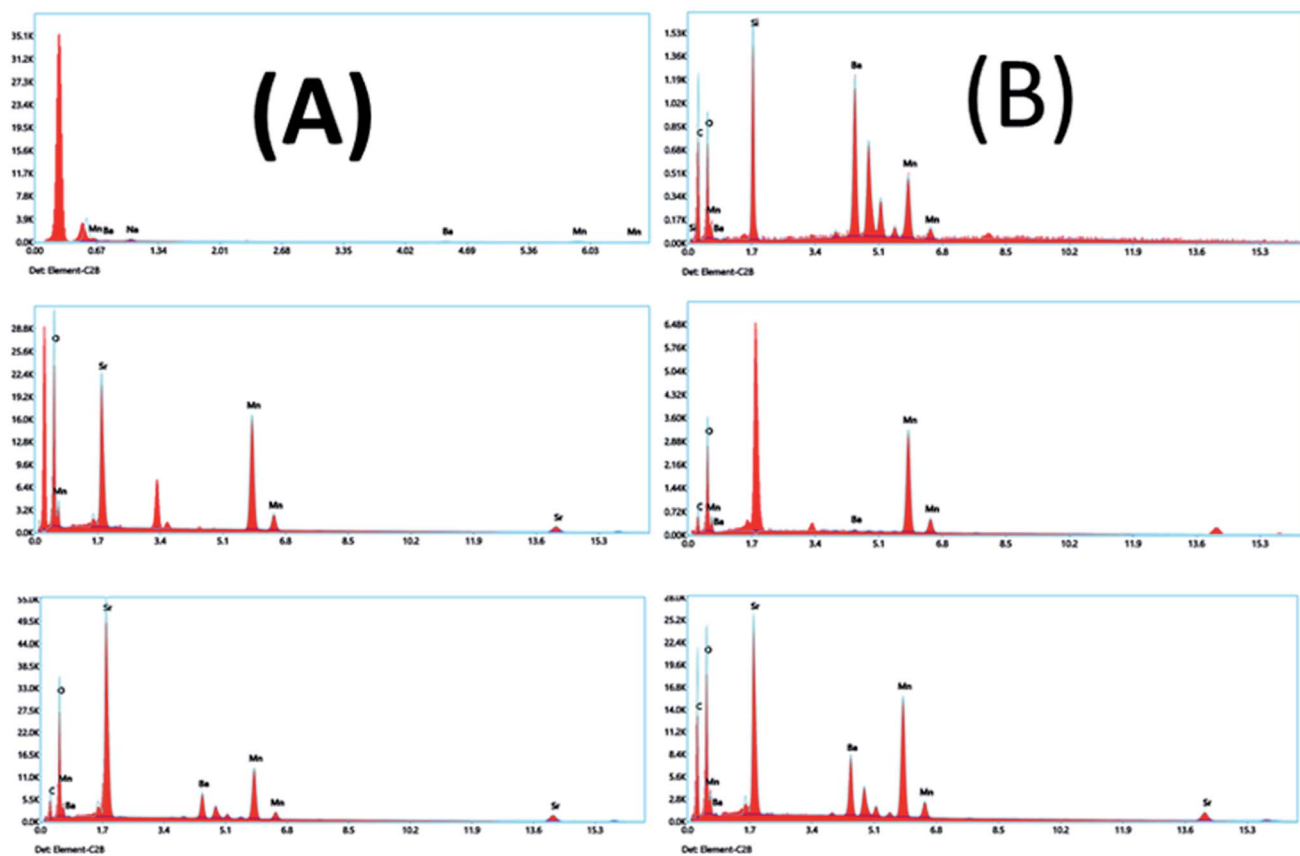 (A)
35.1K
31.2K
27.3K
23.4K
19.5K
15.6K
11.7K
7.8K
3.9K
0.0K
Mn Ba Na Ba Mn Mn
0.00 0.67 1.34 2.01 2.68 3.35 4.02 4.69 5.36 6.03
Det: Element-C2B
(B)
1.53K
1.36K
1.19K
1.02K
0.85K
0.68K
0.51K
0.34K
0.17K
0.00K
Si
Ba
O
C
Mn
Mn Mn
Si Ba
0.0 1.7 3.4 5.1 6.8 8.5 10.2 11.9 13.6 15.3
Det: Element-C2B
28.8K
25.6K
22.4K
19.2K
16.0K
12.8K
9.6K
6.4K
3.2K
0.0K
O
Sr
Mn
Mn
Mn
Sr
0.0 1.7 3.4 5.1 6.8 8.5 10.2 11.9 13.6 15.3
6.48K
5.76K
5.04K
4.32K
3.60K
2.88K
2.16K
1.44K
0.72K
0.00K
Mn
O
C Mn
Ba Ba Mn
0.0 1.7 3.4 5.1 6.8 8.5 10.2 11.9 13.6 15.3
55.0K
49.5K
44.0K
38.5K
33.0K
27.5K
22.0K
16.5K
11.0K
5.5K
0.0K
Sr
O
Mn Mn
C Ba
Ba Mn Sr
0.0 1.7 3.4 5.1 6.8 8.5 10.2 11.9 13.6 15.3
Det: Element-C2B
28.0K
25.2K
22.4K
19.6K
16.8K
14.0K
11.2K
8.4K
5.6K
2.8K
0.0K
Sr
O
C Mn
Ba
Mn Mn
Ba Sr
0.0 1.7 3.4 5.1 6.8 8.5 10.2 11.9 13.6 15.3
Det: Element-C2B